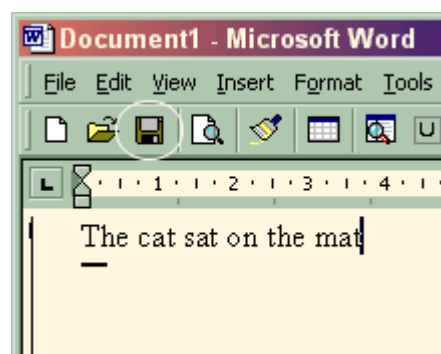 Document1 - Microsoft Word
File Edit View Insert Format Tools
1 2 3 4
The cat sat on the mat